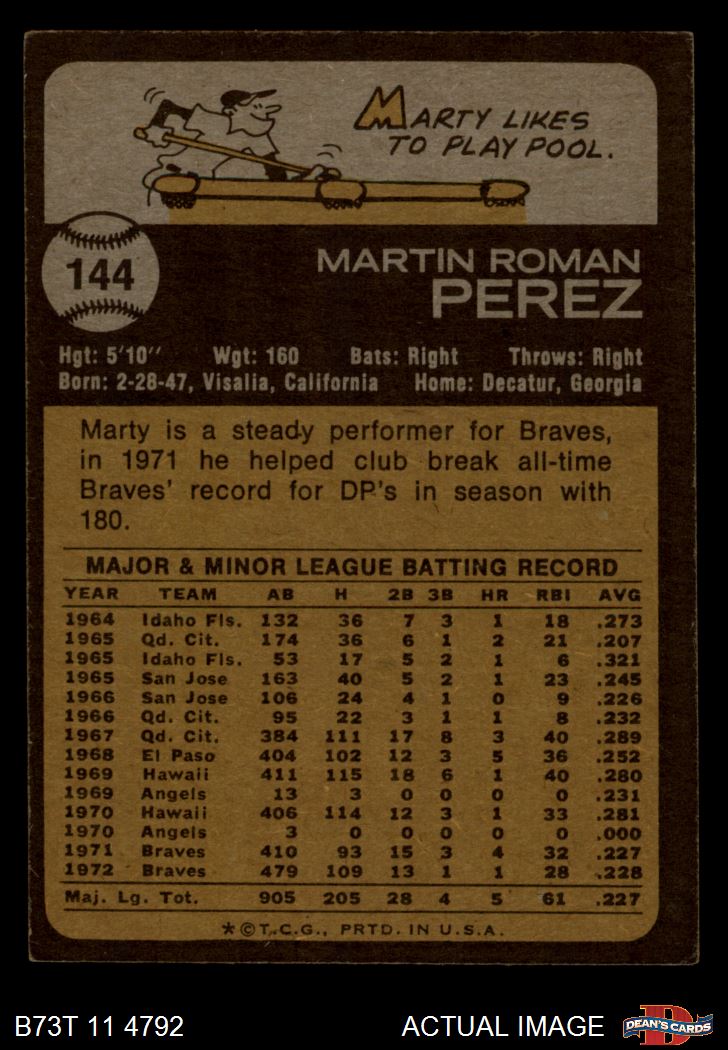 MARTY LIKES
TO PLAY POOL.
144
MARTIN ROMAN
PEREZ
Hgt: 5'10" Wgt: 160 Bats: Right Throws: Right
Born: 2-28-47, Visalia, California Home: Decatur, Georgia
Marty is a steady performer for Braves,
in 1971 he helped club break all-time
Braves' record for DP's in season with
180.
MAJOR & MINOR LEAGUE BATTING RECORD
YEAR TEAM AB H 2B 3B HR RBI AVG
1964 Idaho Fls. 132 36 7 3 1 18 .273
1965 Qd. Cit. 174 36 6 1 2 21 .207
1965 Idaho Fls. 53 17 5 2 1 6 .321
1965 San Jose 163 40 5 2 1 23 .245
1966 San Jose 106 24 4 1 0 9 .226
1966 Qd. Cit. 95 22 3 1 1 8 .232
1967 Qd. Cit. 384 111 17 8 3 40 .289
1968 El Paso 404 102 12 3 5 36 .252
1969 Hawaii 411 115 18 6 1 40 .280
1969 Angels 13 3 0 0 0 0 .231
1970 Hawaii 406 114 12 3 1 33 .281
1970 Angels 3 0 0 0 0 0 .000
1971 Braves 410 93 15 3 4 32 .227
1972 Braves 479 109 13 1 1 28 .228
Maj. Lg. Tot. 905 205 28 4 5 61 .227
*©T.C.G., PRTD. IN U.S.A.
B73T 11 4792 ACTUAL IMAGE D DEAN'S CARDS